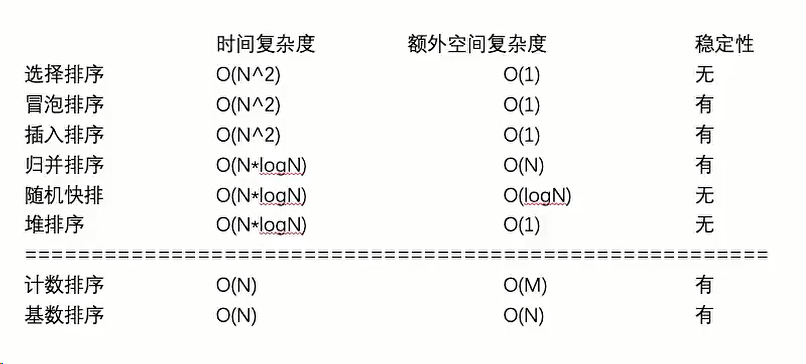 时间复杂度 额外空间复杂度 稳定性
选择排序 O(N^2) O(1) 无
冒泡排序 O(N^2) O(1) 有
插入排序 O(N^2) O(1) 有
归并排序 O(N*logN) O(N) 有
随机快排 O(N*logN) O(logN) 无
堆排序 O(N*logN) O(1) 无
========================================================
计数排序 O(N) O(M) 有
基数排序 O(N) O(N) 有